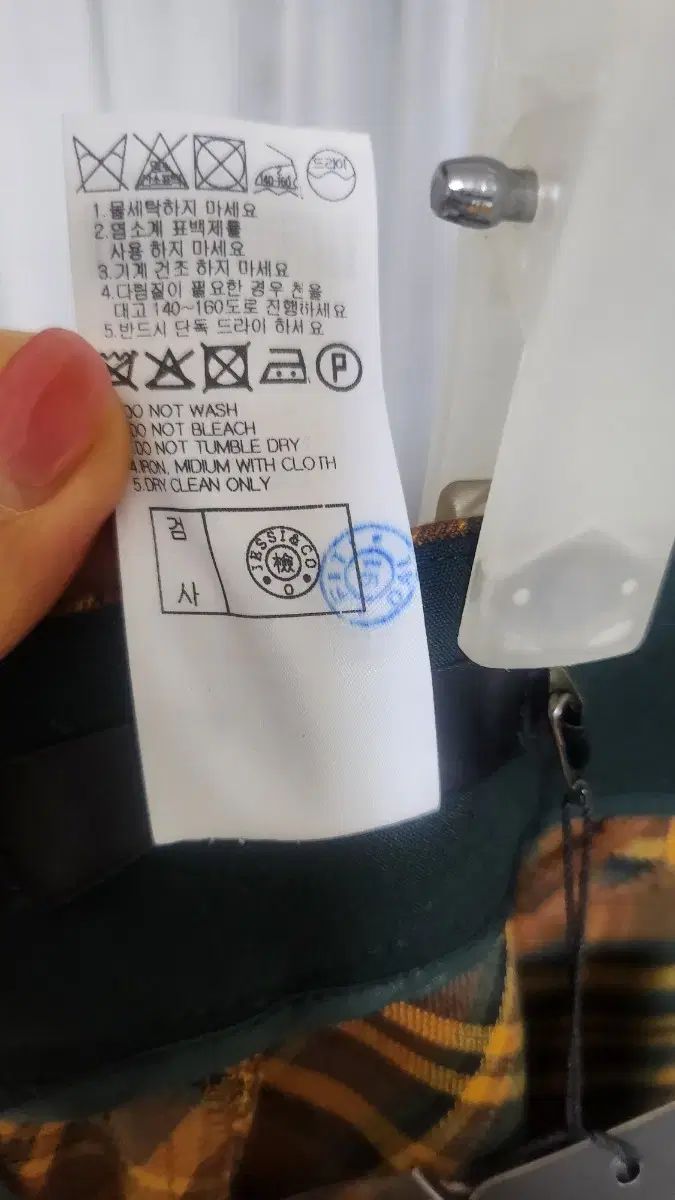 드라이
140~160
1.물세탁하지 마세요
2.염소계 표백제를
사용 하지 마세요
3.기계 건조 하지 마세요
4.다림질이 필요한 경우 천을
대고 140~160도로 진행하세요
5.반드시 단독 드라이 하세요
P
DO NOT WASH
DO NOT BLEACH
DO NOT TUMBLE DRY
4.IRON, MIDIUM WITH CLOTH
5.DRY CLEAN ONLY
검
사
JESSI&CO
檢